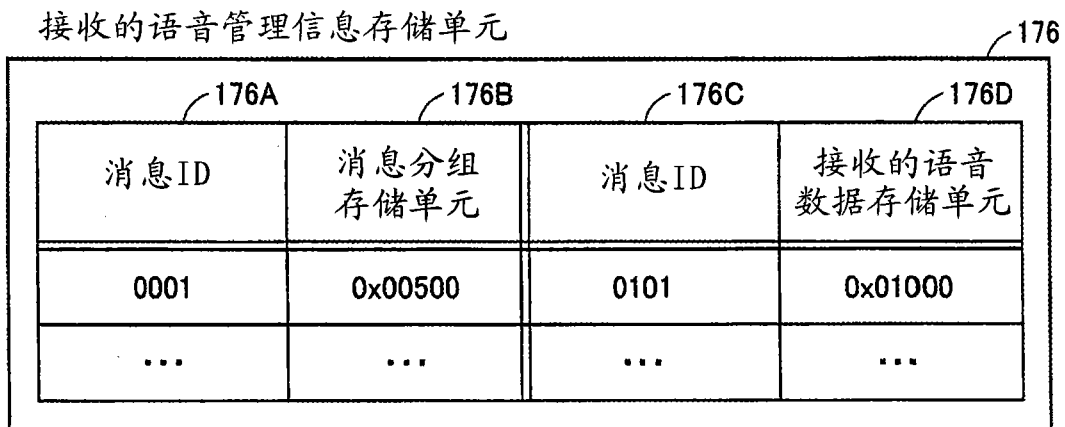 接收的语音管理信息存储单元
176
176A 176B 176C 176D
消息ID 消息分组存储单元 消息ID 接收的语音数据存储单元
0001 0x00500 0101 0x01000
... ... ... ...